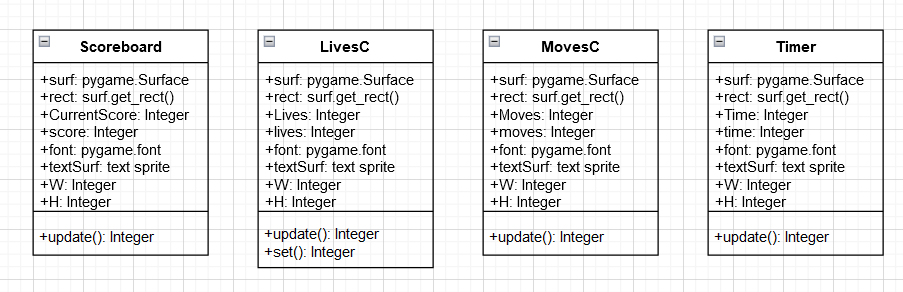 Scoreboard
+surf: pygame.Surface
+rect: surf.get_rect()
+CurrentScore: Integer
+score: Integer
+font: pygame.font
+textSurf: text sprite
+W: Integer
+H: Integer
+update(): Integer
LivesC
+surf: pygame.Surface
+rect: surf.get_rect()
+Lives: Integer
+lives: Integer
+font: pygame.font
+textSurf: text sprite
+W: Integer
+H: Integer
+update(): Integer
+set(): Integer
MovesC
+surf: pygame.Surface
+rect: surf.get_rect()
+Moves: Integer
+moves: Integer
+font: pygame.font
+textSurf: text sprite
+W: Integer
+H: Integer
+update(): Integer
Timer
+surf: pygame.Surface
+rect: surf.get_rect()
+Time: Integer
+time: Integer
+font: pygame.font
+textSurf: text sprite
+W: Integer
+H: Integer
+update(): Integer